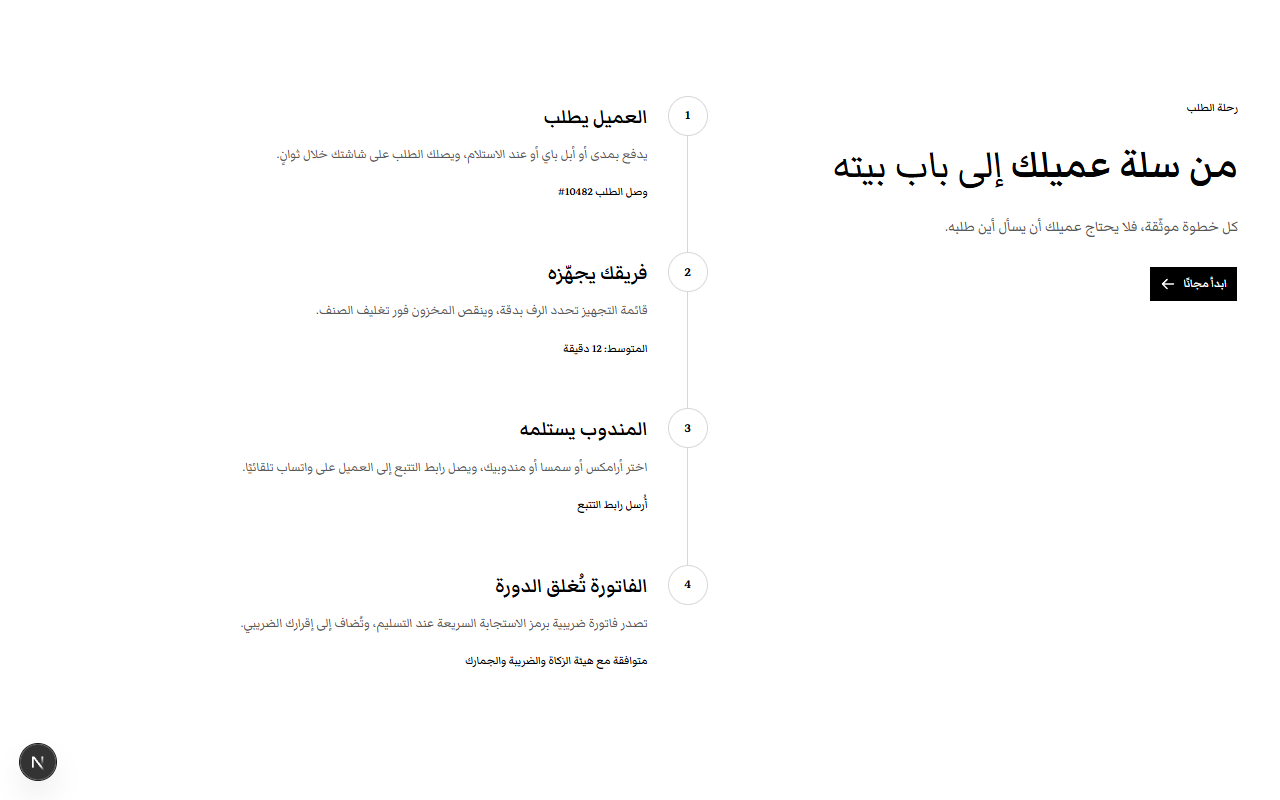 رحلة الطلب
من سلة عميلك إلى باب بيته
كل خطوة موثّقة، فلا يحتاج عميلك أن يسأل أين طلبه.
ابدأ مجانًا
1
العميل يطلب
يدفع بمدى أو أبل باي أو عند الاستلام، ويصلك الطلب على شاشتك خلال ثوانٍ.
وصل الطلب 10482#
2
فريقك يجهّزه
قائمة التجهيز تحدد الرف بدقة، وينقص المخزون فور تغليف الصنف.
المتوسط: 12 دقيقة
3
المندوب يستلمه
اختر أرامكس أو سمسا أو مندوبيك، ويصل رابط التتبع إلى العميل على واتساب تلقائيًا.
أُرسل رابط التتبع
4
الفاتورة تُغلق الدورة
تصدر فاتورة ضريبية برمز الاستجابة السريعة عند التسليم، وتُضاف إلى إقرارك الضريبي.
متوافقة مع هيئة الزكاة والضريبة والجمارك
N